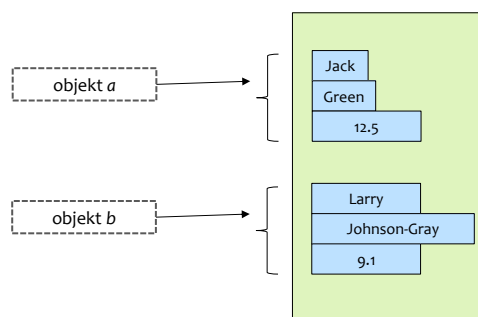 objekt a
Jack
Green
12.5
objekt b
Larry
Johnson-Gray
9.1